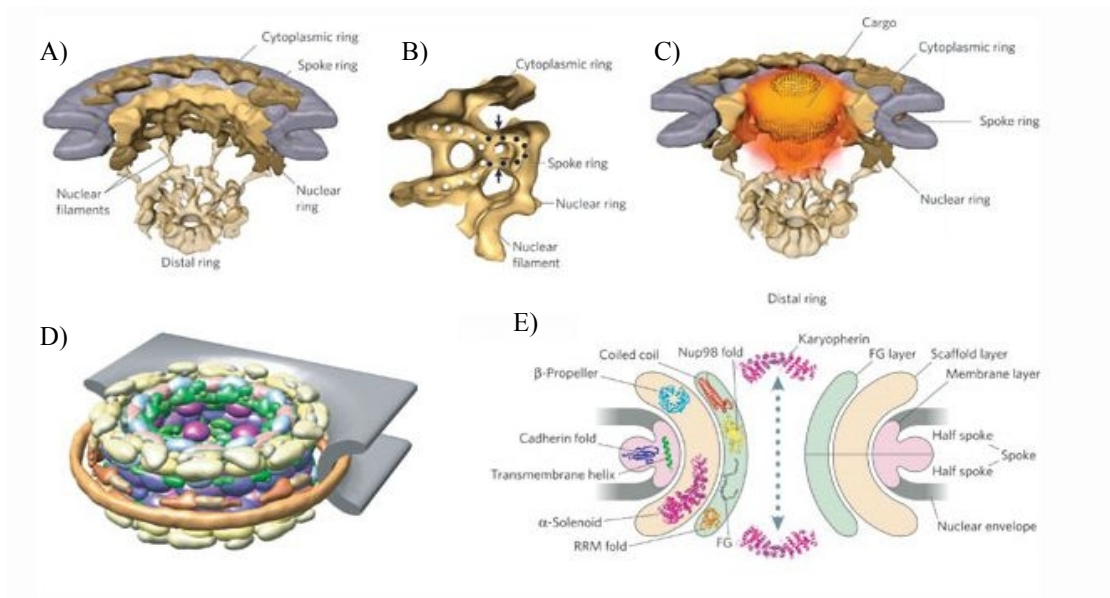 A)
Cytoplasmic ring
Spoke ring
Nuclear
filaments
Nuclear
ring
Distal ring
B)
Cytoplasmic ring
Spoke ring
Nuclear ring
Nuclear
filament
C)
Cargo
Cytoplasmic ring
Spoke ring
Nuclear ring
Distal ring
D)
E)
Karyopherin
Coiled coil
Nup98 fold
FG layer
Scaffold layer
β-Propeller
Membrane layer
Cadherin fold
Half spoke
Spoke
Transmembrane helix
Half spoke
α-Solenoid
Nuclear envelope
RRM fold
FG